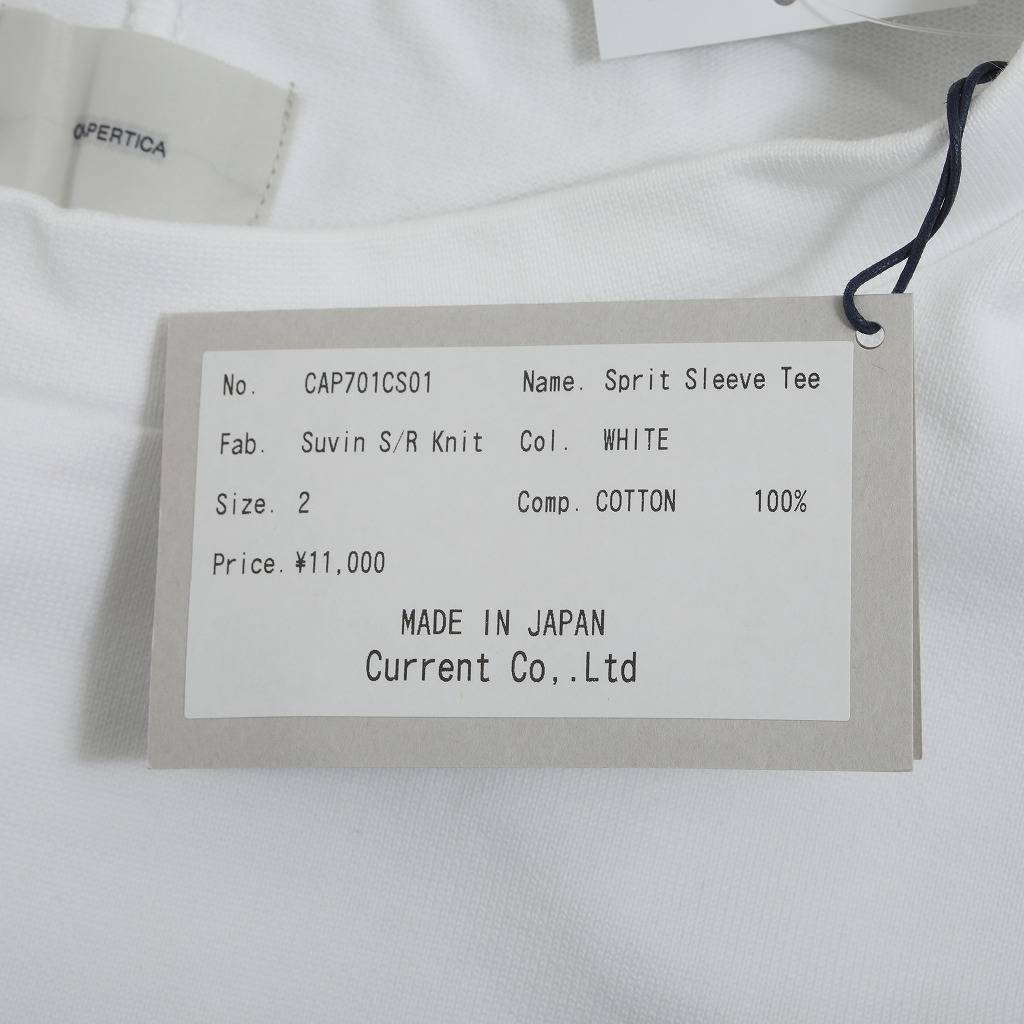 CAPERTICA
No. CAP701CS01 Name. Sprit Sleeve Tee
Fab. Suvin S/R Knit Col. WHITE
Size. 2 Comp. COTTON 100%
Price. ¥11,000
MADE IN JAPAN
Current Co,.Ltd